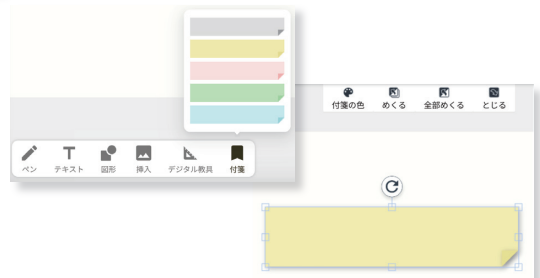 付箋の色 めくる 全部めくる とじる
ペン テキスト 図形 挿入 デジタル教具 付箋